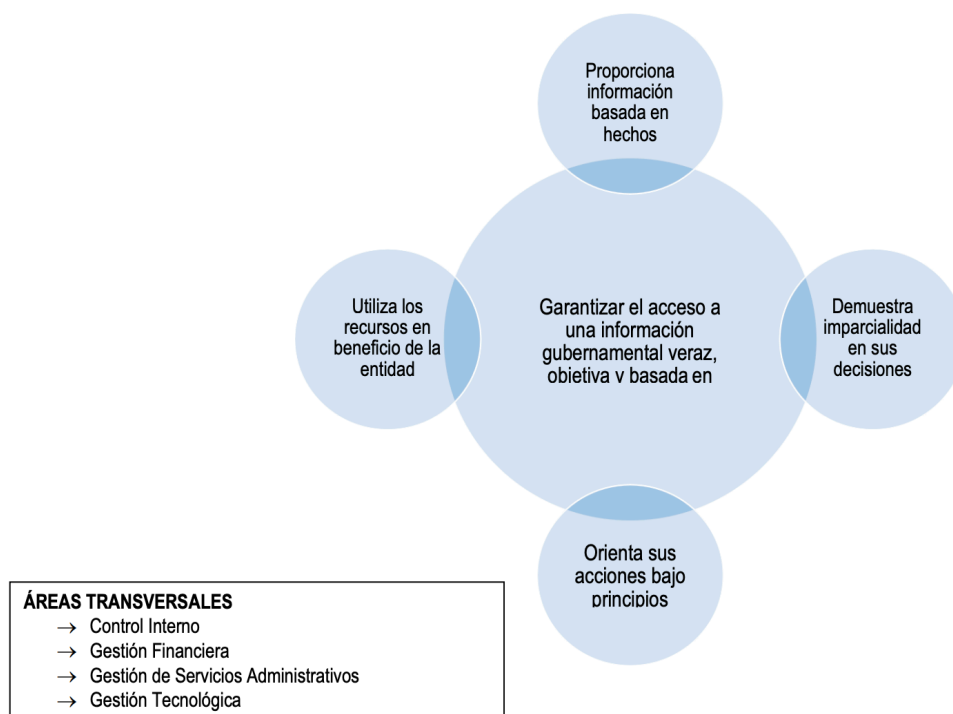 Proporciona
información
basada en
hechos
Utiliza los
recursos en
beneficio de la
entidad
Garantizar el acceso a
una información
gubernamental veraz,
objetiva y basada en
Demuestra
imparcialidad
en sus
decisiones
Orienta sus
acciones bajo
principios
ÁREAS TRANSVERSALES
→ Control Interno
→ Gestión Financiera
→ Gestión de Servicios Administrativos
→ Gestión Tecnológica